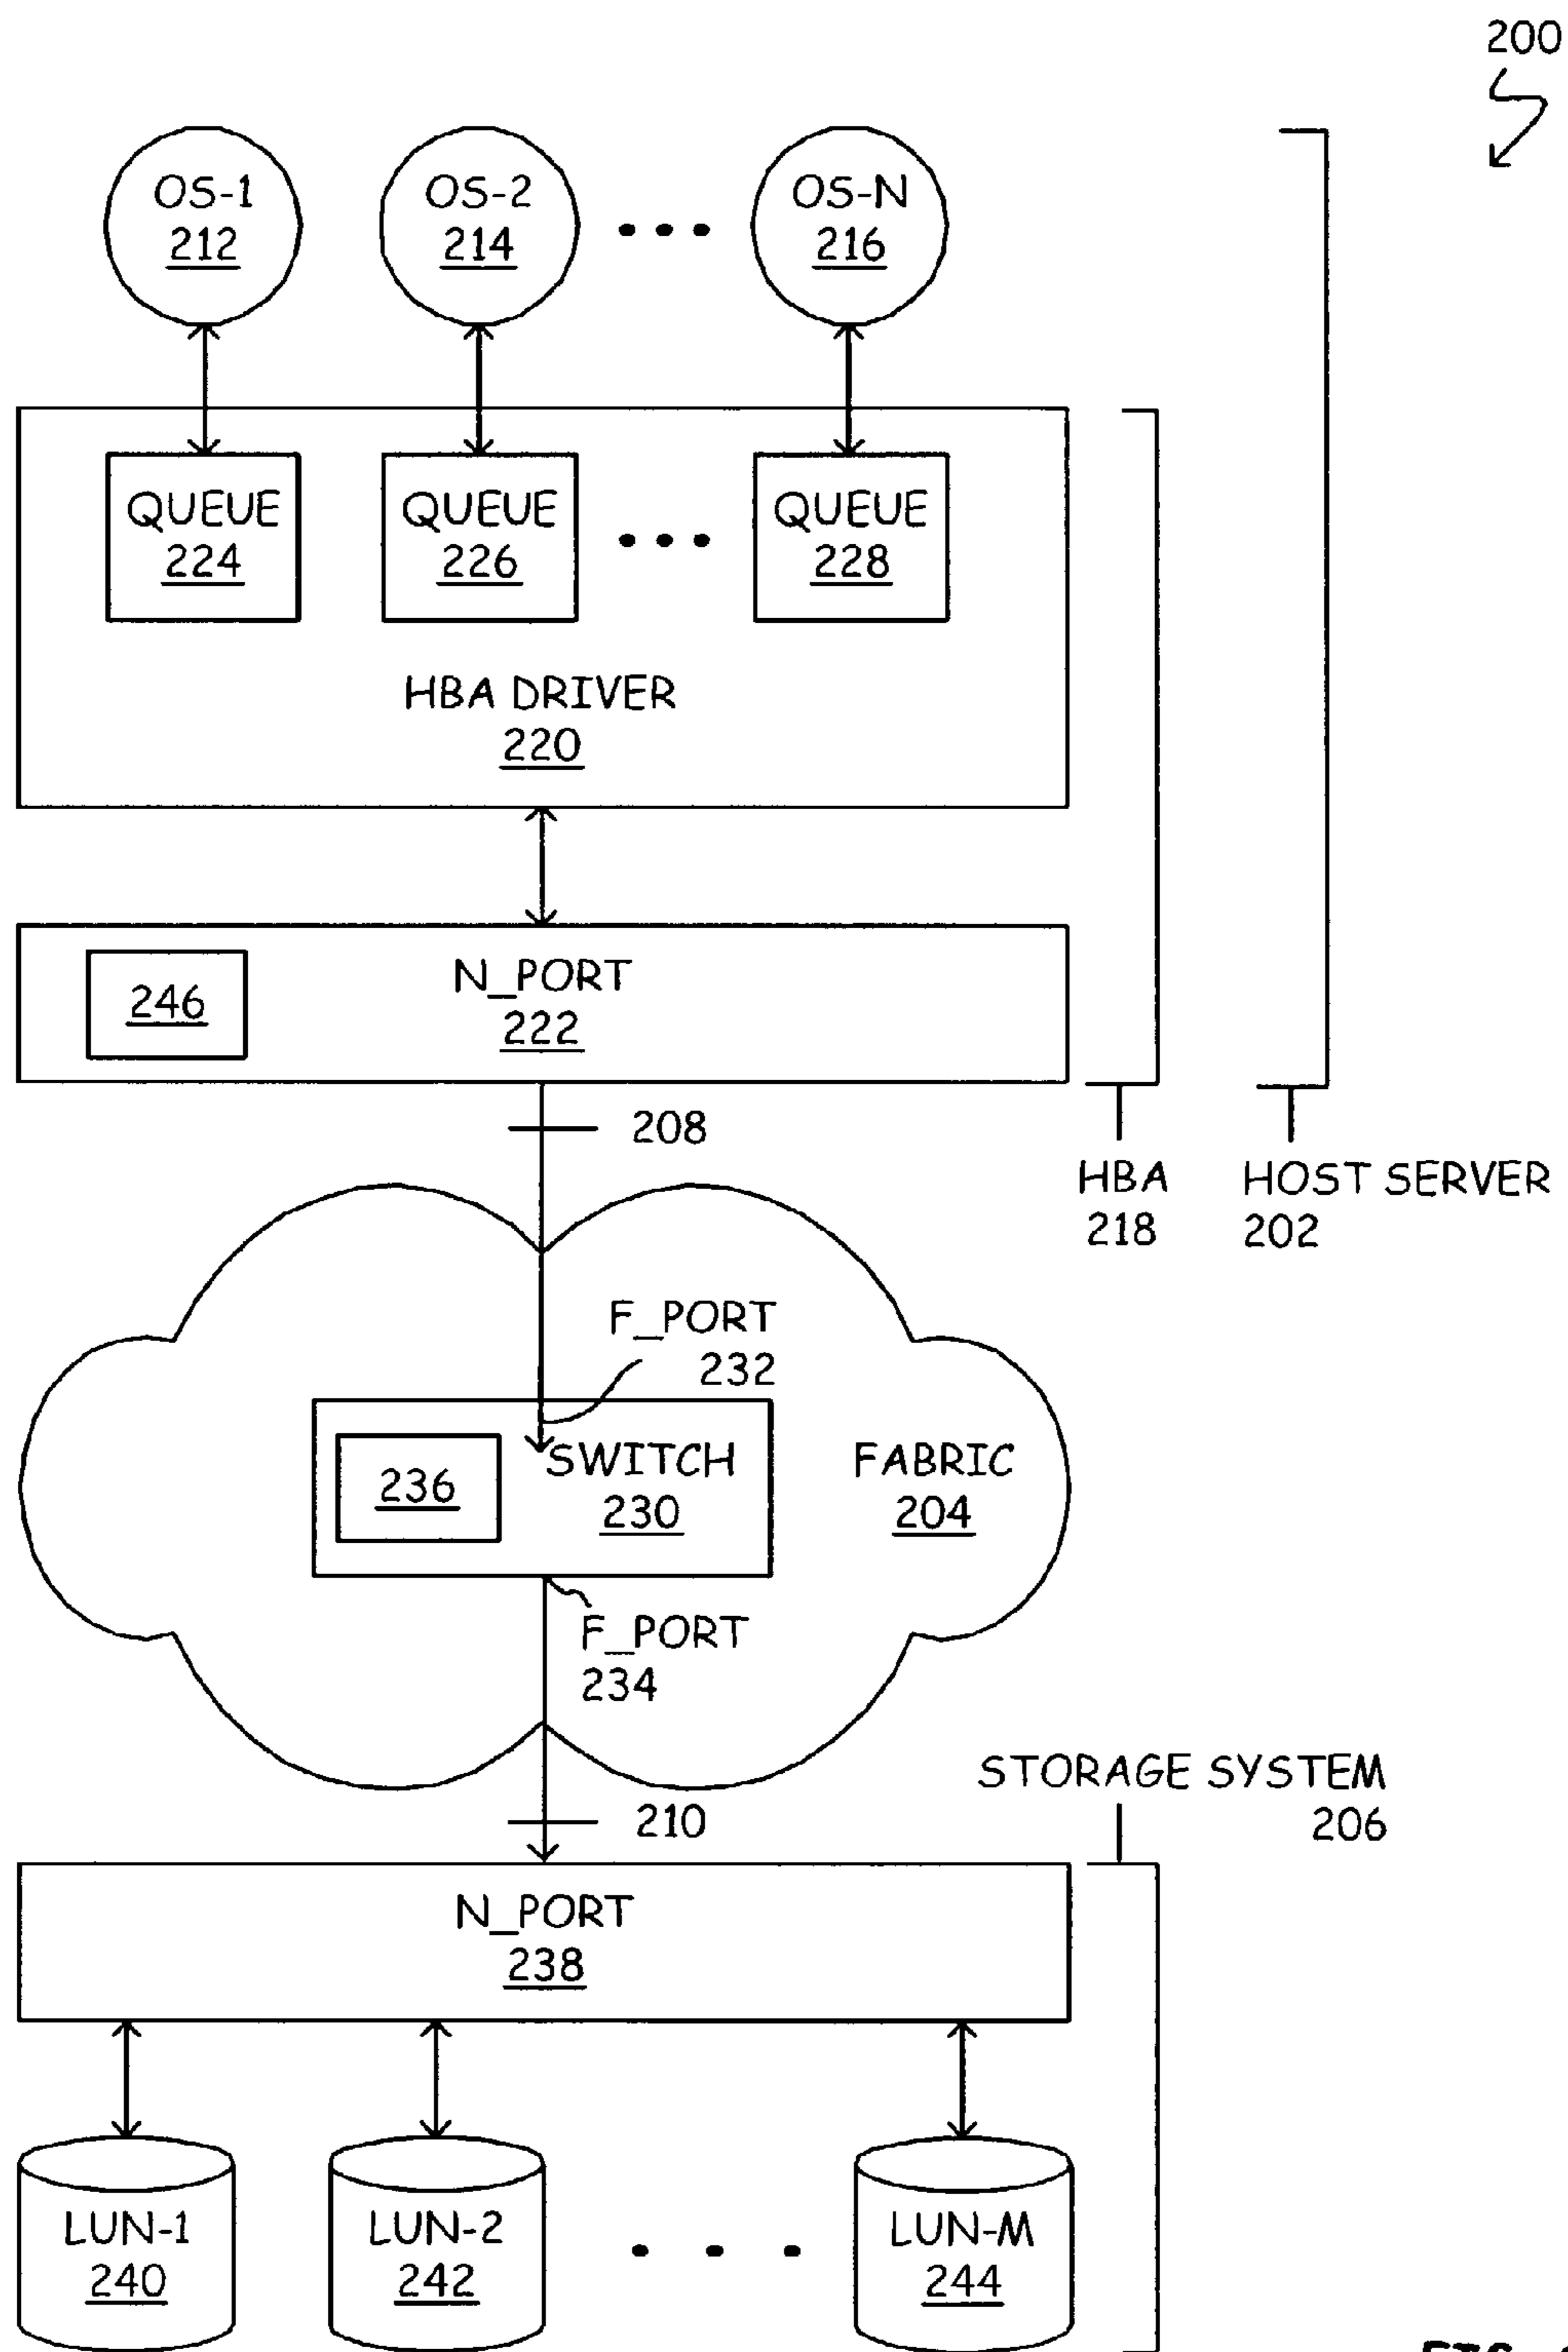 200
OS-1
212
OS-2
214
OS-N
216
QUEUE
224
QUEUE
226
QUEUE
228
HBA DRIVER
220
246
N_PORT
222
208
HBA
218
HOST SERVER
202
F_PORT
232
236
SWITCH
230
FABRIC
204
F_PORT
234
STORAGE SYSTEM
206
210
N_PORT
238
LUN-1
240
LUN-2
242
LUN-M
244